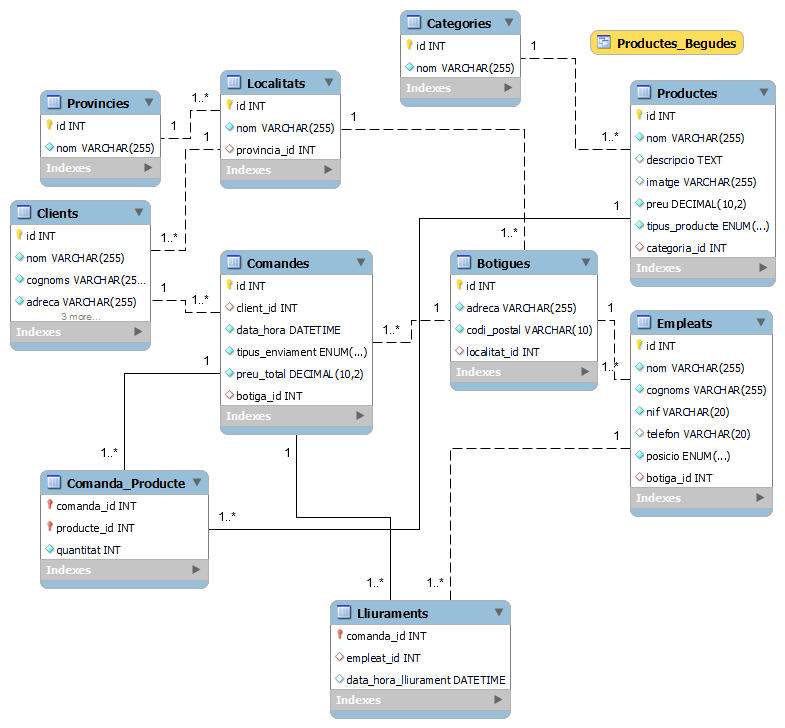 Categories
id INT
nom VARCHAR(255)
Indexes
Productes_Begudes
Provincies
id INT
nom VARCHAR(255)
Indexes
Localitats
id INT
nom VARCHAR(255)
provincia_id INT
Indexes
Productes
id INT
nom VARCHAR(255)
descripcio TEXT
imatge VARCHAR(255)
preu DECIMAL(10,2)
tipus_producte ENUM(...)
categoria_id INT
Indexes
Clients
id INT
nom VARCHAR(255)
cognoms VARCHAR(25...
adreca VARCHAR(255)
3 more...
Indexes
Comandes
id INT
client_id INT
data_hora DATETIME
tipus_enviament ENUM(...)
preu_total DECIMAL(10,2)
botiga_id INT
Indexes
Botigues
id INT
adreca VARCHAR(255)
codi_postal VARCHAR(10)
localitat_id INT
Indexes
Empleats
id INT
nom VARCHAR(255)
cognoms VARCHAR(255)
nif VARCHAR(20)
telefon VARCHAR(20)
posicio ENUM(...)
botiga_id INT
Indexes
Comanda_Producte
comanda_id INT
producte_id INT
quantitat INT
Indexes
Lliuraments
comanda_id INT
empleat_id INT
data_hora_lliurament DATETIME
Indexes
1
1..*
1
1..*
1
1..*
1
1..*
1
1..*
1
1..*
1
1..*
1
1..*
1
1..*
1
1..*
1
1..*